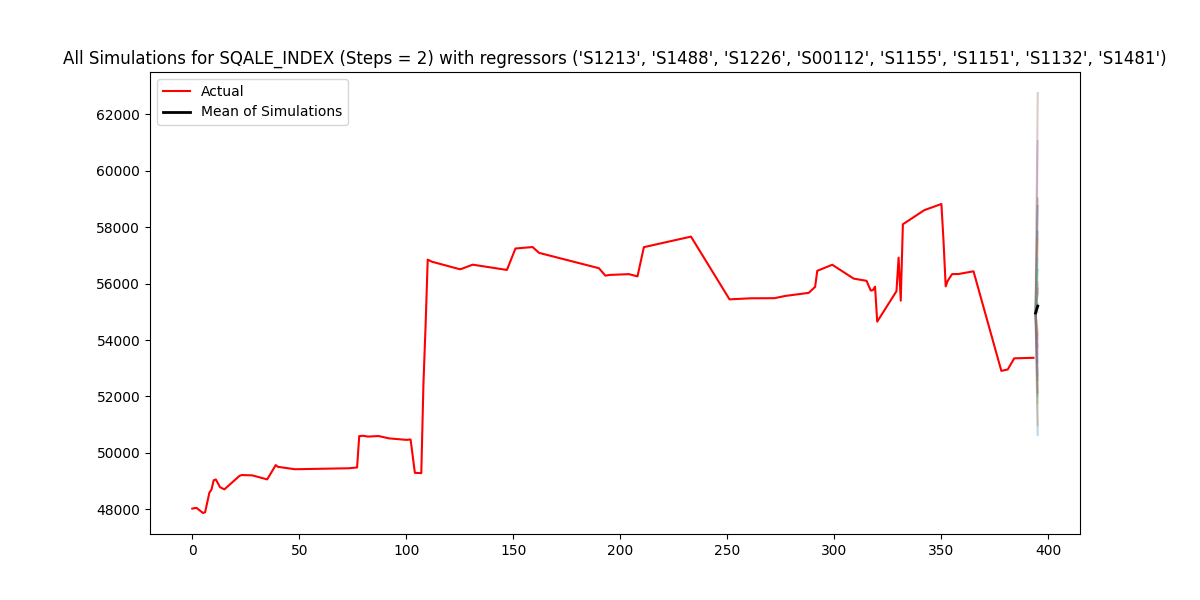 All Simulations for SQALE_INDEX (Steps = 2) with regressors ('S1213', 'S1488', 'S1226', 'S00112', 'S1155', 'S1151', 'S1132', 'S1481')
Actual
Mean of Simulations
62000
60000
58000
56000
54000
52000
50000
48000
0 50 100 150 200 250 300 350 400